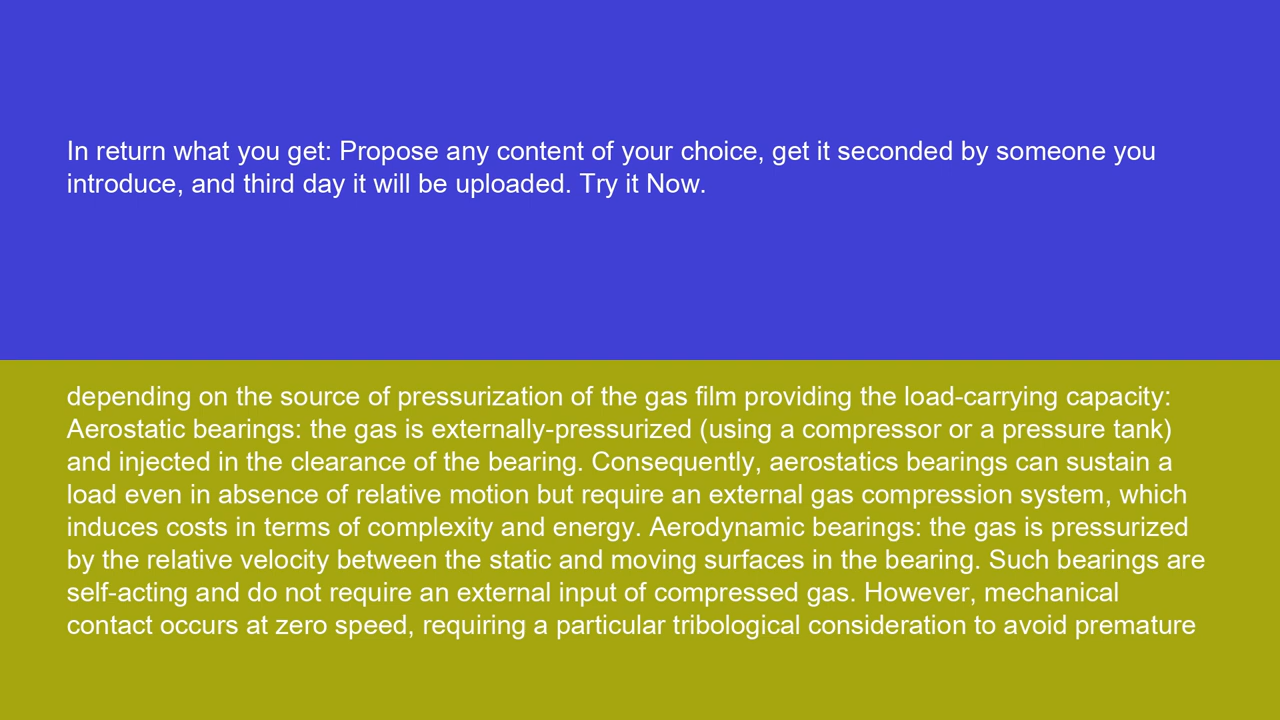 In return what you get: Propose any content of your choice, get it seconded by someone you
introduce, and third day it will be uploaded. Try it Now.
depending on the source of pressurization of the gas film providing the load-carrying capacity:
Aerostatic bearings: the gas is externally-pressurized (using a compressor or a pressure tank)
and injected in the clearance of the bearing. Consequently, aerostatics bearings can sustain a
load even in absence of relative motion but require an external gas compression system, which
induces costs in terms of complexity and energy. Aerodynamic bearings: the gas is pressurized
by the relative velocity between the static and moving surfaces in the bearing. Such bearings are
self-acting and do not require an external input of compressed gas. However, mechanical
contact occurs at zero speed, requiring a particular tribological consideration to avoid premature